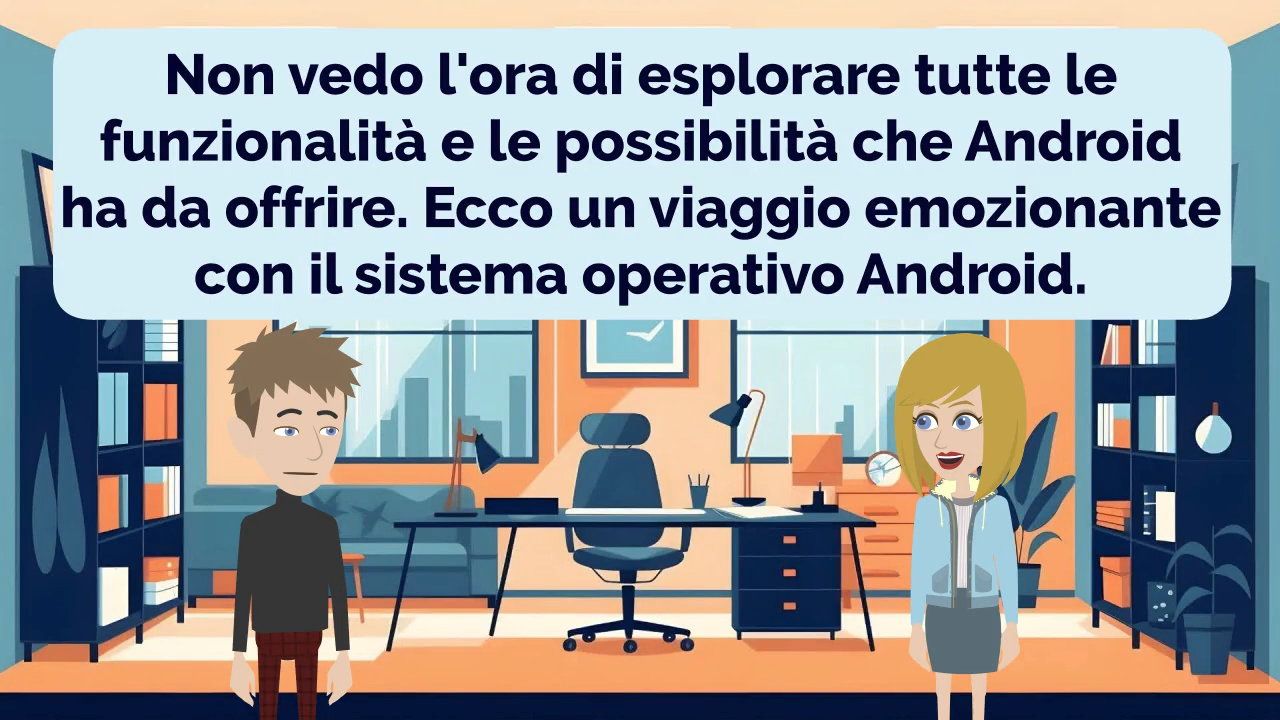 Non vedo l'ora di esplorare tutte le
funzionalità e le possibilità che Android
ha da offrire. Ecco un viaggio emozionante
con il sistema operativo Android.